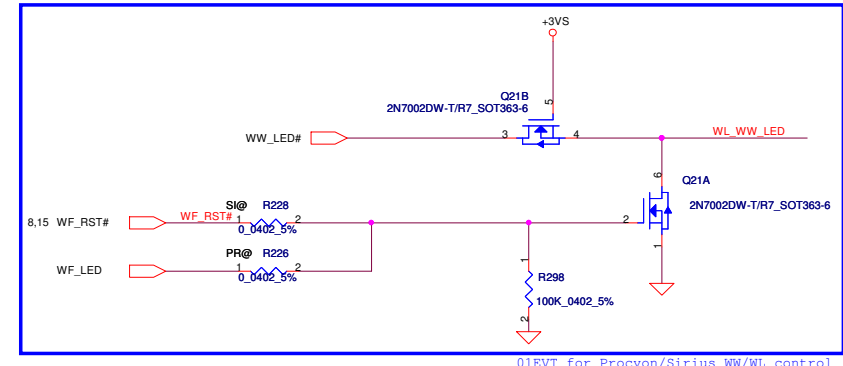 +3VS
Q21B
2N7002DW-T/R7_SOT363-6
5
WW_LED#
3
4
WL_WW_LED
6
Q21A
2N7002DW-T/R7_SOT363-6
SI@ R228
8,15 WF_RST#
WF_RST#
1
2
0_0402_5%
2
1
PR@ R226
WF_LED
1
2
0_0402_5%
1
R298
100K_0402_5%
2
01EVT for Procyon/Sirius WW/WL control